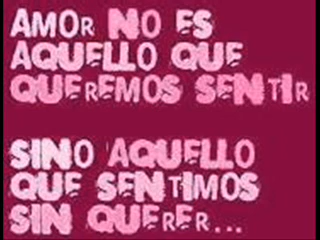 AMOR NO ES
AQUELLO QUE
QUEREMOS SENTIR
SINO AQUELLO
QUE SENTIMOS
SIN QUERER...